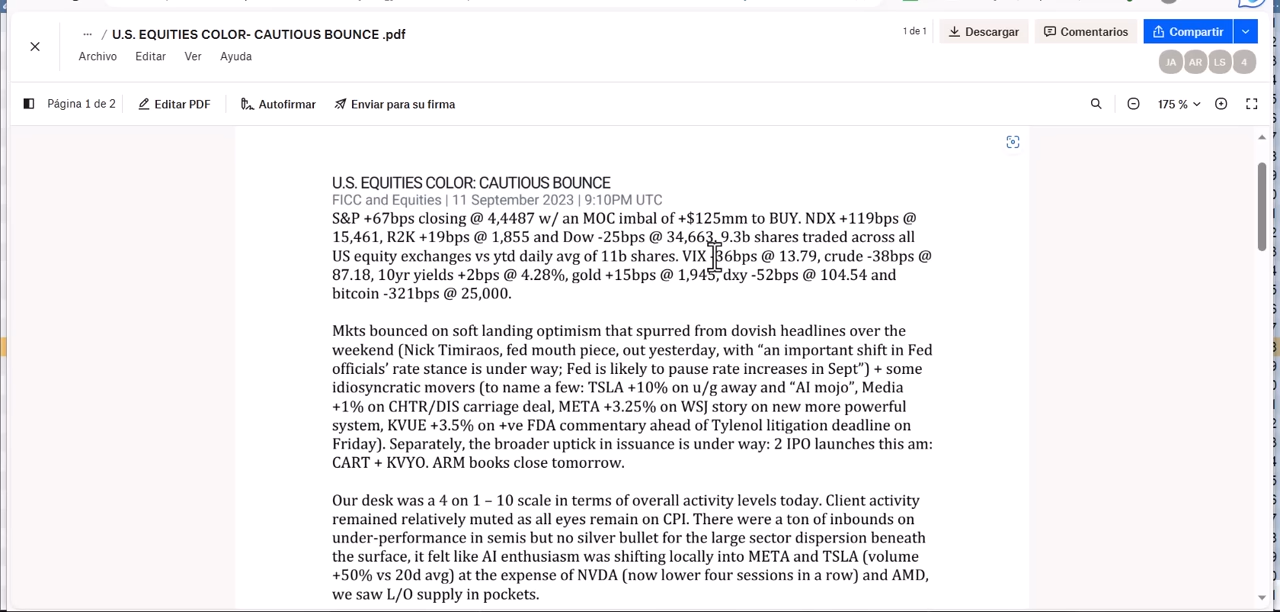 ... / U.S. EQUITIES COLOR- CAUTIOUS BOUNCE .pdf
1 de 1
Descargar
Comentarios
Compartir
Archivo Editar Ver Ayuda
JA AR LS 4
Página 1 de 2
Editar PDF
Autofirmar
Enviar para su firma
175 %
U.S. EQUITIES COLOR: CAUTIOUS BOUNCE
FICC and Equities | 11 September 2023 | 9:10PM UTC
S&P +67bps closing @ 4,4487 w/ an MOC imbal of +$125mm to BUY. NDX +119bps @
15,461, R2K +19bps @ 1,855 and Dow -25bps @ 34,663. 9.3b shares traded across all
US equity exchanges vs ytd daily avg of 11b shares. VIX -36bps @ 13.79, crude -38bps @
87.18, 10yr yields +2bps @ 4.28%, gold +15bps @ 1,945, dxy -52bps @ 104.54 and
bitcoin -321bps @ 25,000.
Mkts bounced on soft landing optimism that spurred from dovish headlines over the
weekend (Nick Timiraos, fed mouth piece, out yesterday, with “an important shift in Fed
officials’ rate stance is under way; Fed is likely to pause rate increases in Sept”) + some
idiosyncratic movers (to name a few: TSLA +10% on u/g away and “AI mojo”, Media
+1% on CHTR/DIS carriage deal, META +3.25% on WSJ story on new more powerful
system, KVUE +3.5% on +ve FDA commentary ahead of Tylenol litigation deadline on
Friday). Separately, the broader uptick in issuance is under way: 2 IPO launches this am:
CART + KVYO. ARM books close tomorrow.
Our desk was a 4 on 1 – 10 scale in terms of overall activity levels today. Client activity
remained relatively muted as all eyes remain on CPI. There were a ton of inbounds on
under-performance in semis but no silver bullet for the large sector dispersion beneath
the surface, it felt like AI enthusiasm was shifting locally into META and TSLA (volume
+50% vs 20d avg) at the expense of NVDA (now lower four sessions in a row) and AMD,
we saw L/O supply in pockets.